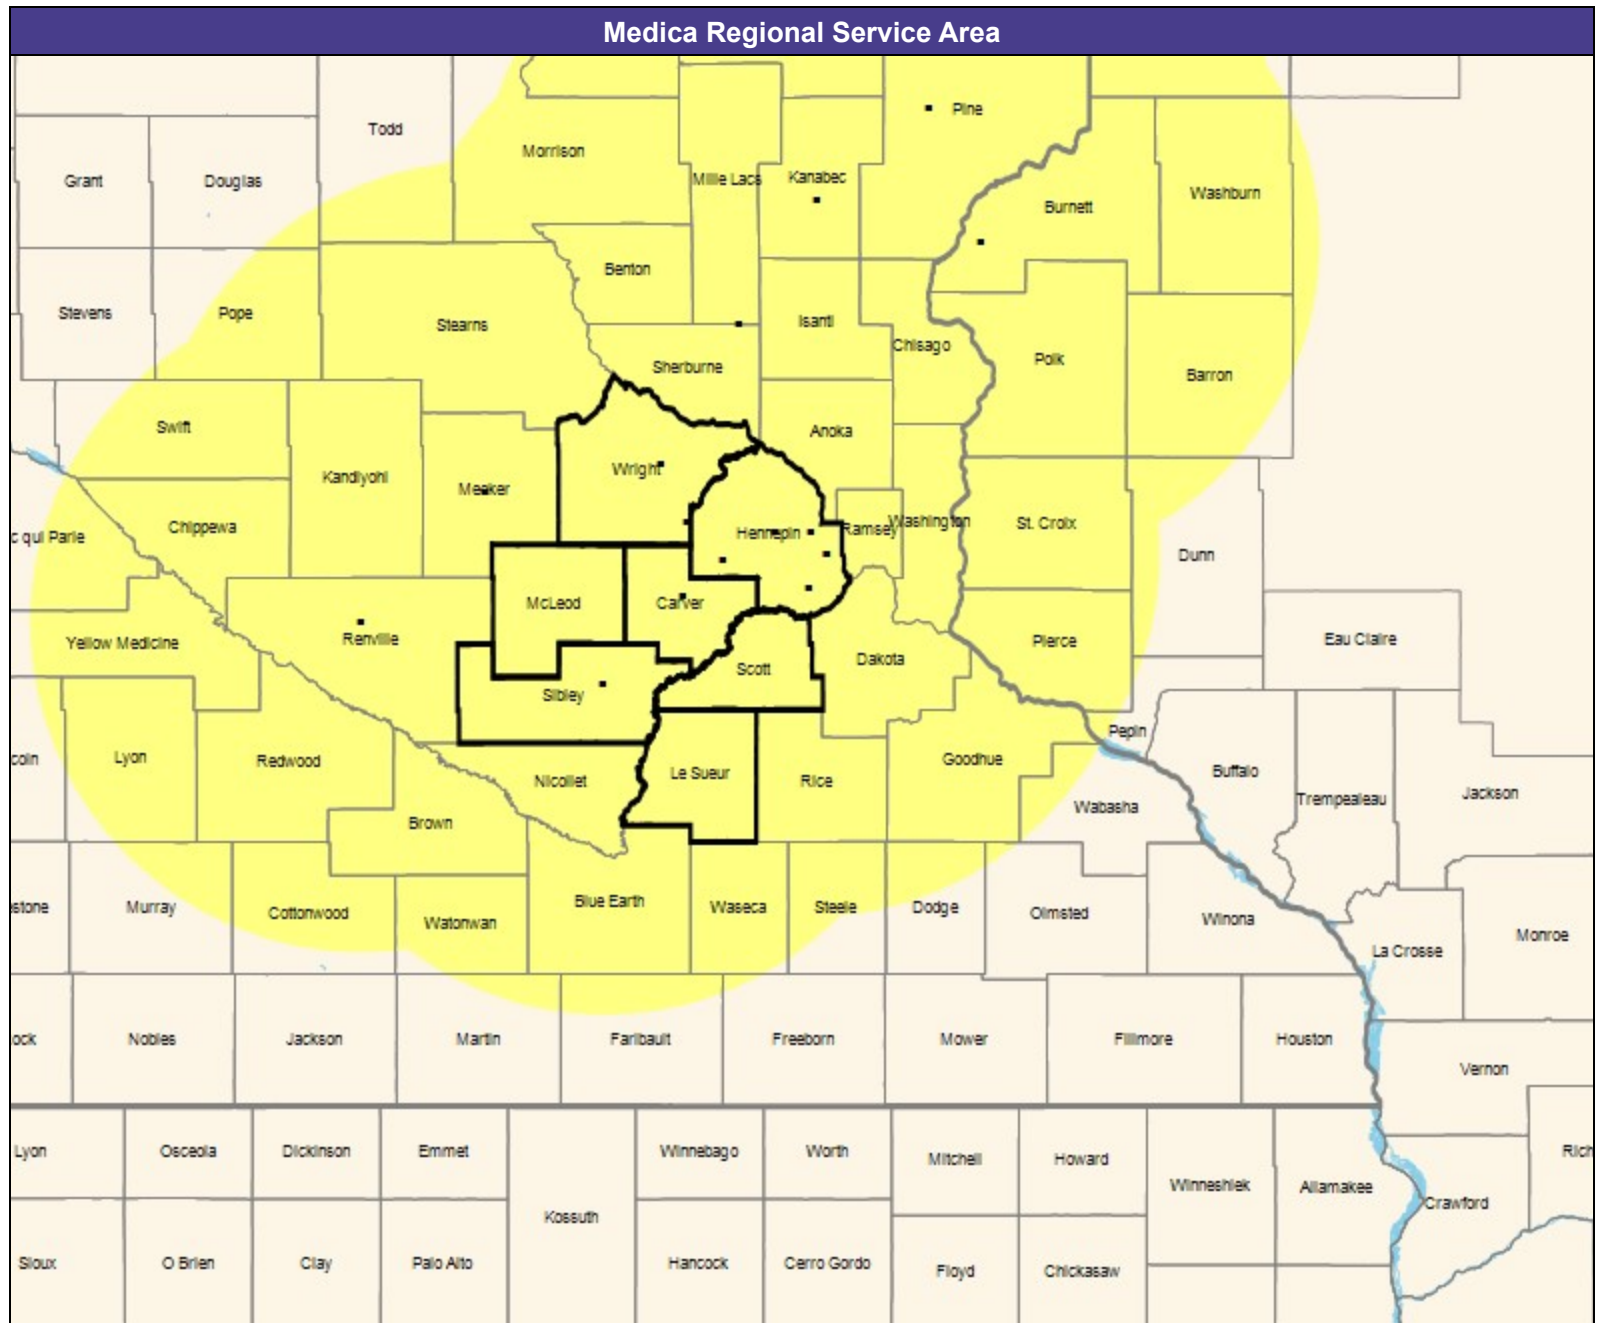 Medica Regional Service Area
Pine
Todd
Morrison
Mille Lacs
Kanabec
Grant
Douglas
Washburn
Burnett
Benton
Stevens
Pope
Stearns
Isanti
Chisago
Polk
Sherburne
Barron
Swift
Anoka
Wright
Kandiyohi
Meeker
c qui Parle
Chippewa
Hennepin
Ramsey
Washington
St. Croix
Dunn
McLeod
Carver
Yellow Medicine
Renville
Pierce
Eau Claire
Scott
Dakota
Sibley
Pepin
coln
Lyon
Redwood
Nicollet
Le Sueur
Rice
Goodhue
Buffalo
Trempealeau
Jackson
Wabasha
Brown
stone
Murray
Cottonwood
Watonwan
Blue Earth
Waseca
Steele
Dodge
Olmsted
Winona
La Crosse
Monroe
ock
Nobles
Jackson
Martin
Faribault
Freeborn
Mower
Fillmore
Houston
Vernon
Lyon
Osceola
Dickinson
Emmet
Winnebago
Worth
Mitchell
Howard
Rich
Winneshiek
Allamakee
Crawford
Kossuth
Sioux
O Brien
Clay
Palo Alto
Hancock
Cerro Gordo
Floyd
Chickasaw